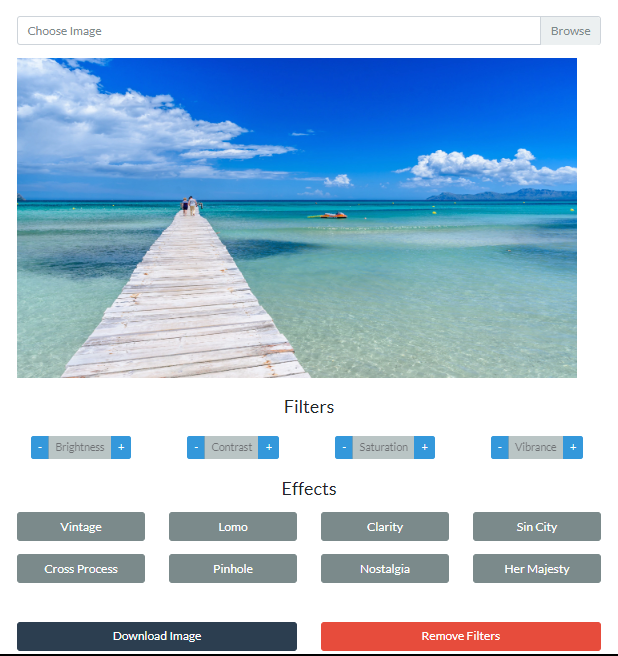 Choose Image Browse
Filters
- Brightness + - Contrast + - Saturation + - Vibrance +
Effects
Vintage Lomo Clarity Sin City
Cross Process Pinhole Nostalgia Her Majesty
Download Image Remove Filters